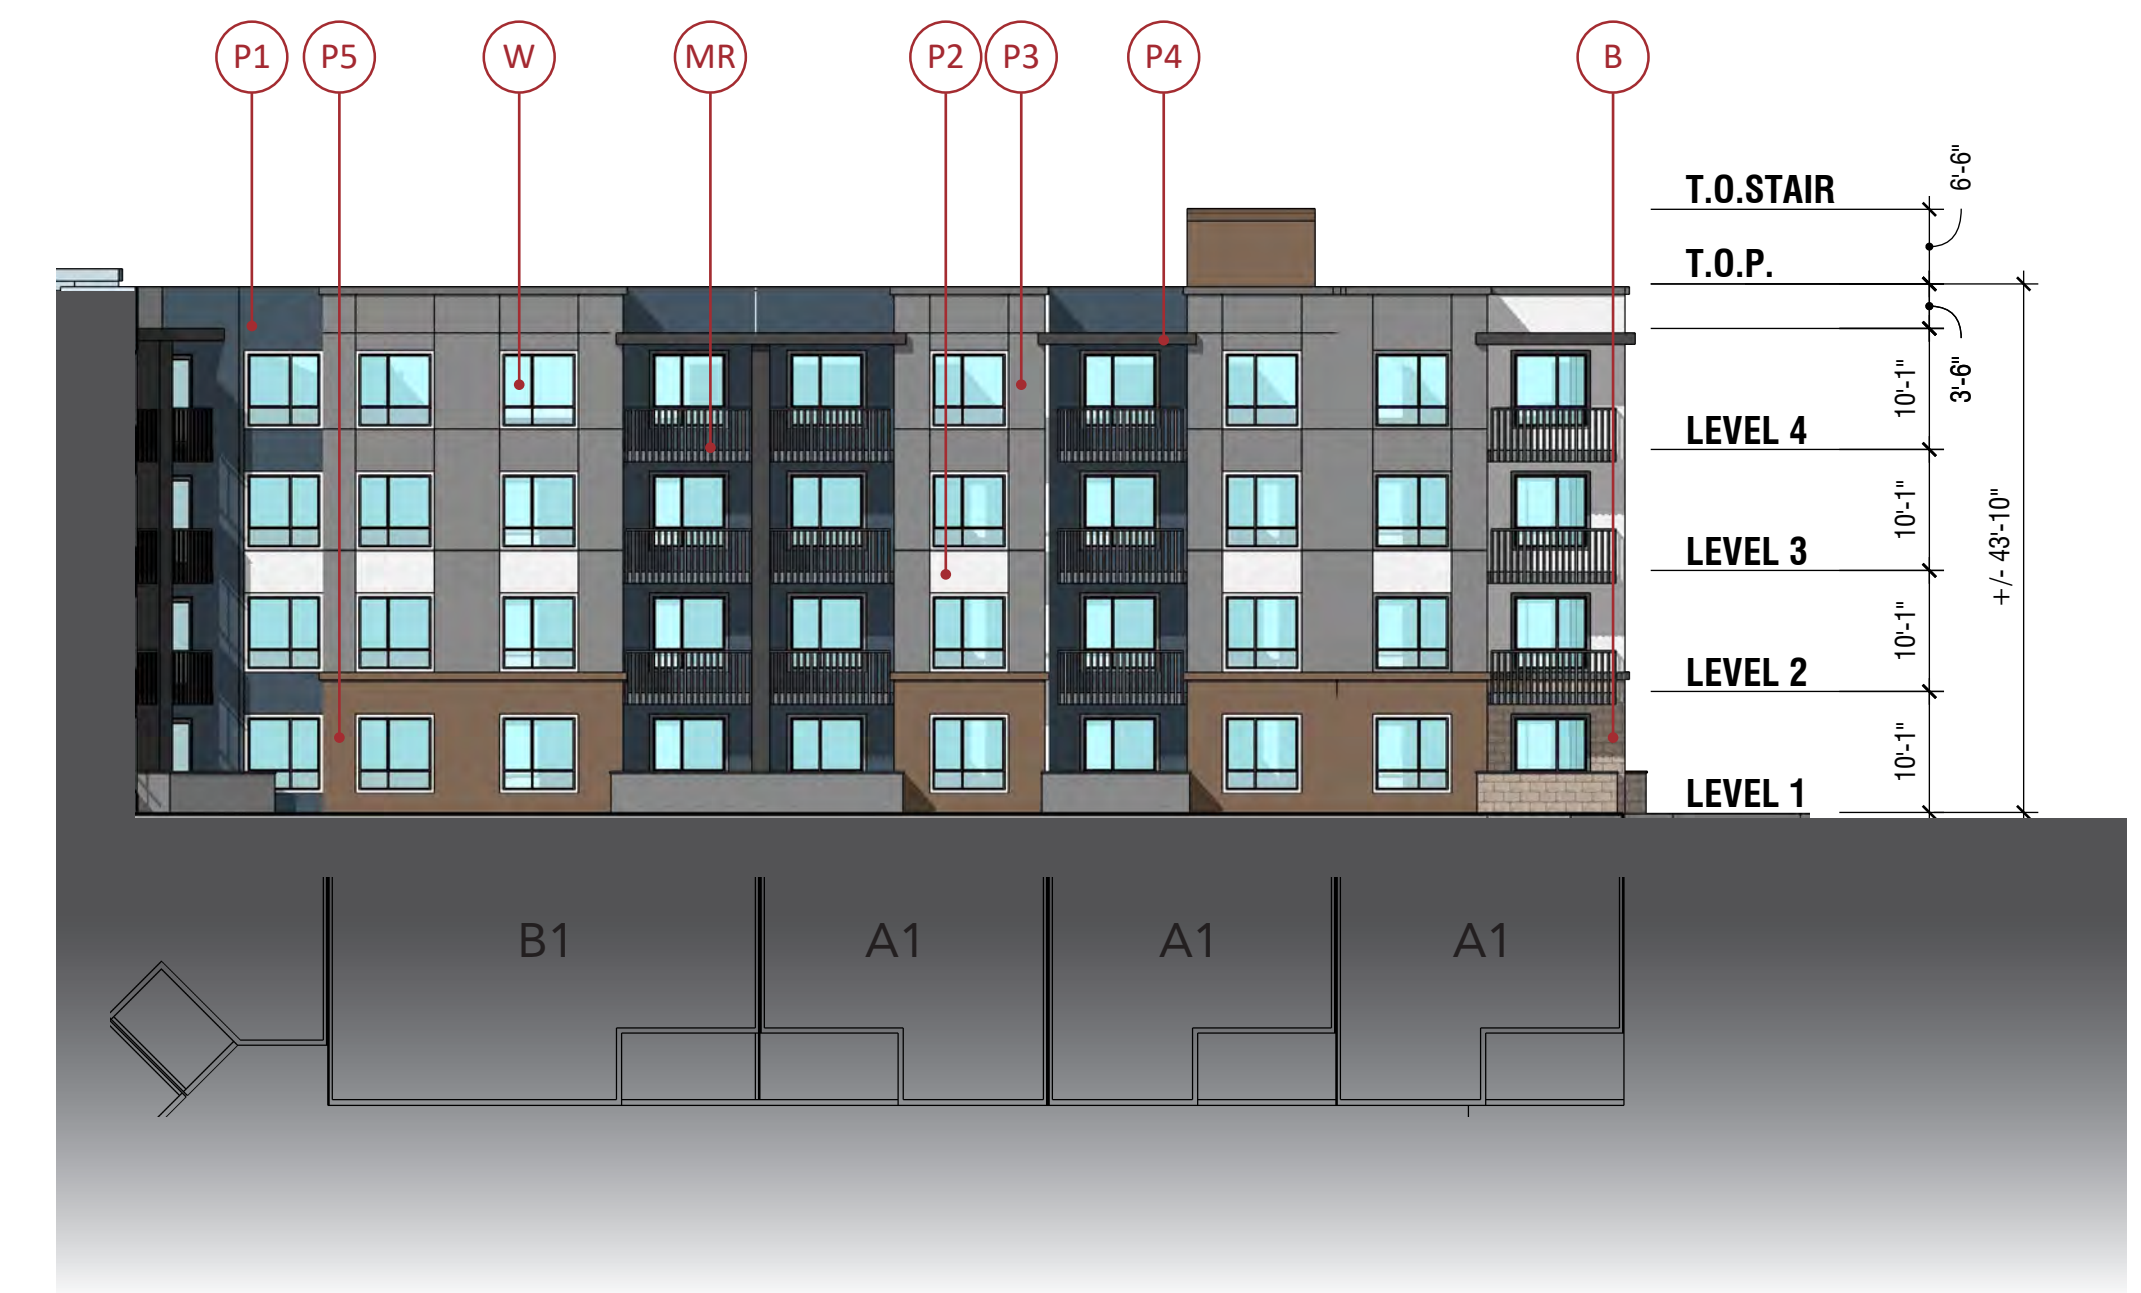 P1 P5 W MR P2 P3 P4 B
6'-6"
T.O.STAIR
T.O.P.
3'-6"
10'-1"
LEVEL 4
10'-1"
LEVEL 3
+/- 43'-10"
10'-1"
LEVEL 2
10'-1"
LEVEL 1
B1 A1 A1 A1